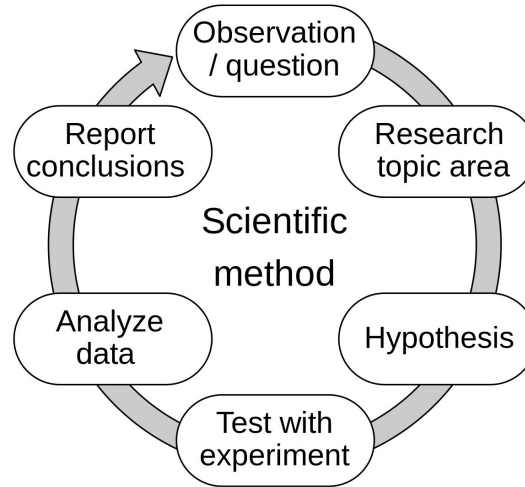 Observation
/ question
Research
topic area
Hypothesis
Test with
experiment
Analyze
data
Report
conclusions
Scientific
method